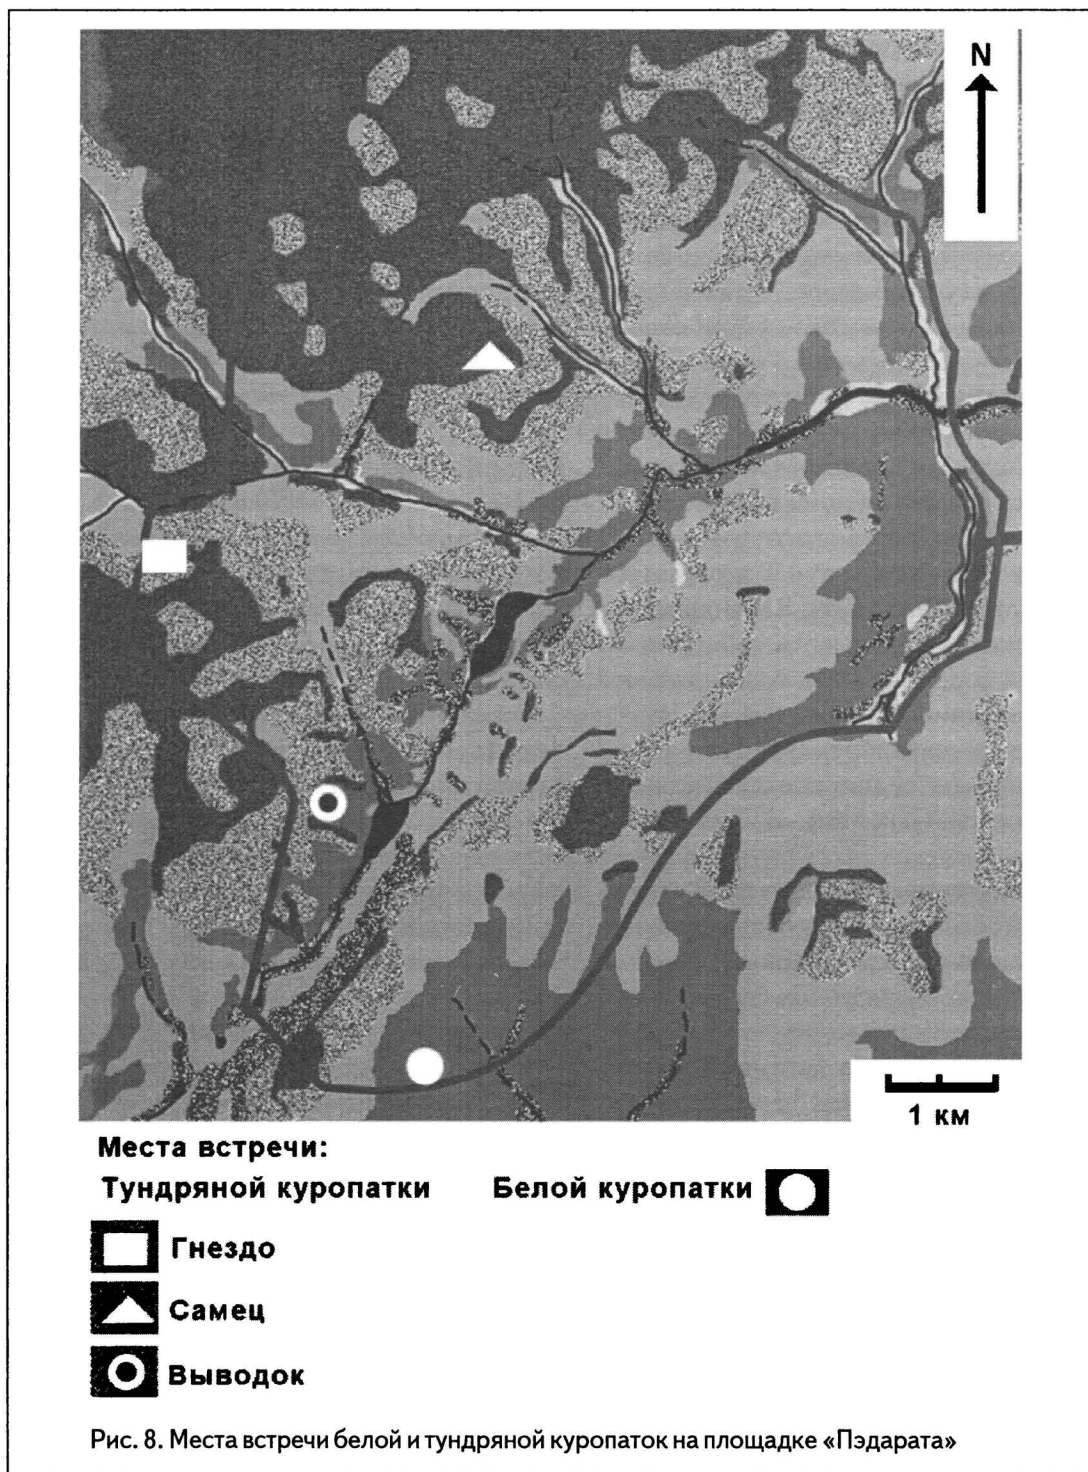 N
1 км
Места встречи:
Тундряной куропатки Белой куропатки
Гнездо
Самец
Выводок
Рис. 8. Места встречи белой и тундряной куропаток на площадке «Пэдарата»